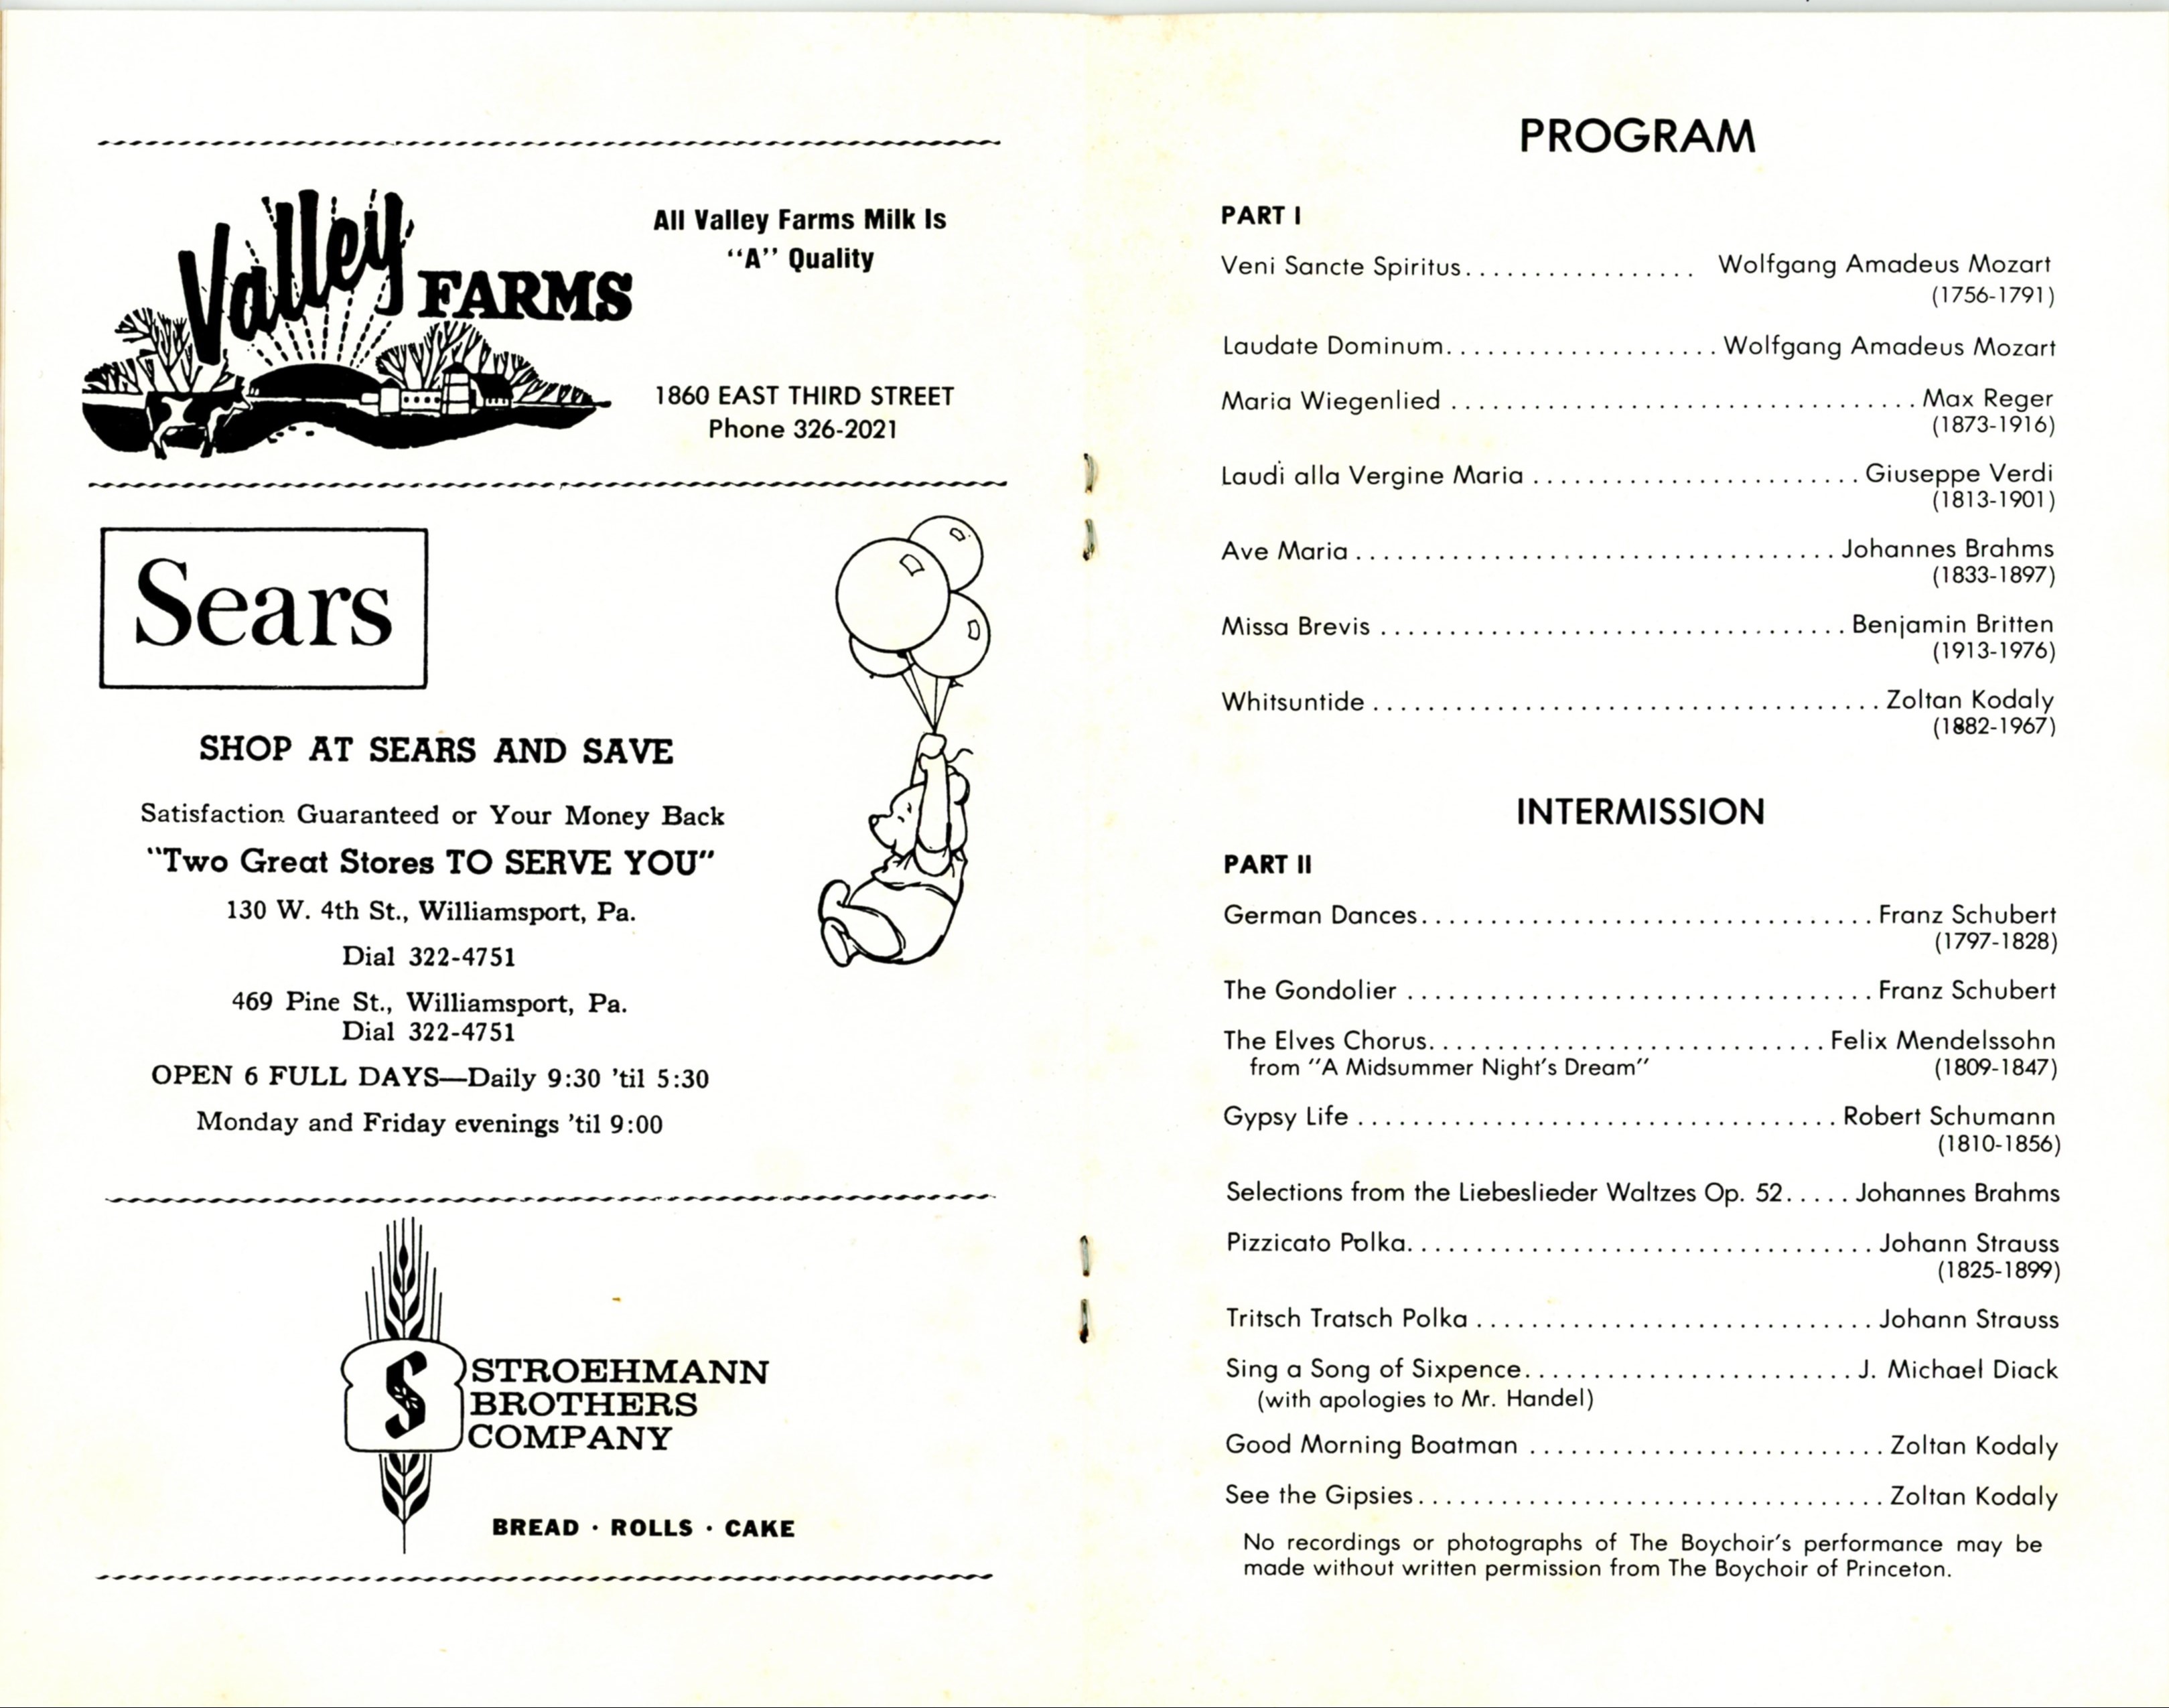 Valley FARMS
All Valley Farms Milk Is
"A" Quality
1860 EAST THIRD STREET
Phone 326-2021
Sears
SHOP AT SEARS AND SAVE
Satisfaction Guaranteed or Your Money Back
"Two Great Stores TO SERVE YOU"
130 W. 4th St., Williamsport, Pa.
Dial 322-4751
469 Pine St., Williamsport, Pa.
Dial 322-4751
OPEN 6 FULL DAYS—Daily 9:30 'til 5:30
Monday and Friday evenings 'til 9:00
S
STROEHMANN
BROTHERS
COMPANY
BREAD · ROLLS · CAKE
PROGRAM
PART I
Veni Sancte Spiritus................. Wolfgang Amadeus Mozart
(1756-1791)
Laudate Dominum....................Wolfgang Amadeus Mozart
Maria Wiegenlied ..................................Max Reger
(1873-1916)
Laudi alla Vergine Maria ........................Giuseppe Verdi
(1813-1901)
Ave Maria ...................................Johannes Brahms
(1833-1897)
Missa Brevis ..................................Benjamin Britten
(1913-1976)
Whitsuntide .....................................Zoltan Kodaly
(1882-1967)
INTERMISSION
PART II
German Dances.................................Franz Schubert
(1797-1828)
The Gondolier ..................................Franz Schubert
The Elves Chorus.............................Felix Mendelssohn
from "A Midsummer Night's Dream" (1809-1847)
Gypsy Life ...................................Robert Schumann
(1810-1856)
Selections from the Liebeslieder Waltzes Op. 52.....Johannes Brahms
Pizzicato Polka..................................Johann Strauss
(1825-1899)
Tritsch Tratsch Polka .............................Johann Strauss
Sing a Song of Sixpence........................J. Michael Diack
(with apologies to Mr. Handel)
Good Morning Boatman ..........................Zoltan Kodaly
See the Gipsies..................................Zoltan Kodaly
No recordings or photographs of The Boychoir's performance may be
made without written permission from The Boychoir of Princeton.